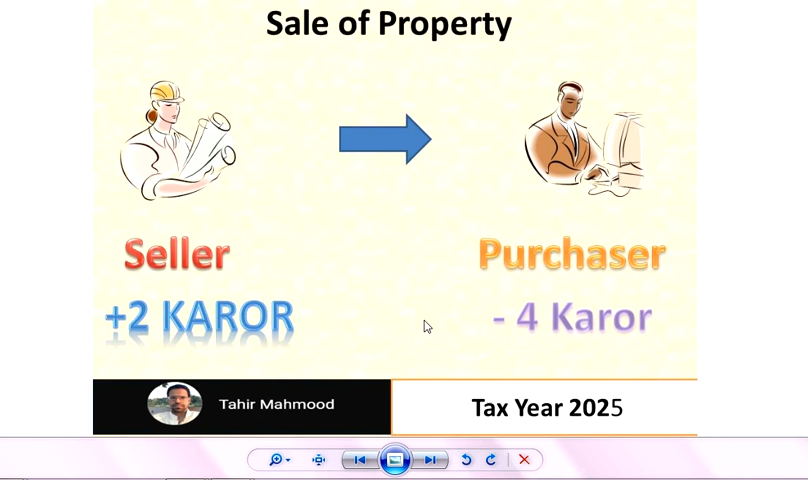 Sale of Property
Seller
Purchaser
+2 KAROR
- 4 Karor
Tahir Mahmood
Tax Year 2025